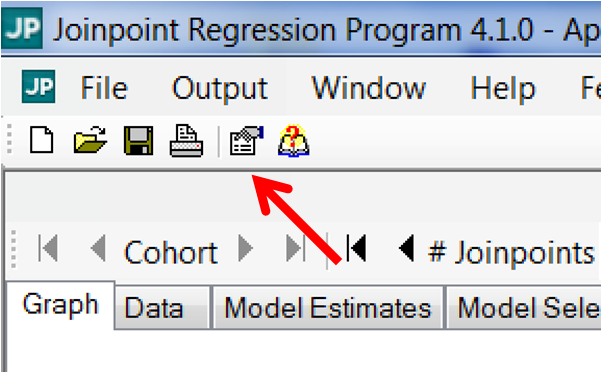 JP Joinpoint Regression Program 4.1.0 - Ap
JP File Output Window Help Fe
?
Cohort # Joinpoints
Graph Data Model Estimates Model Sele